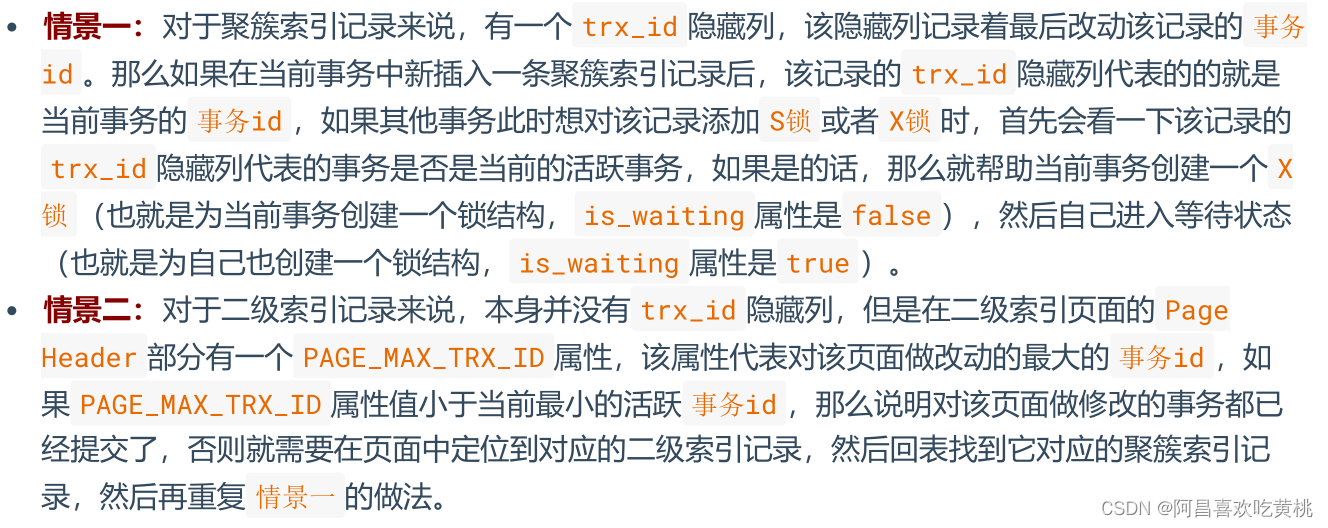 • 情景一：对于聚簇索引记录来说，有一个 trx_id 隐藏列，该隐藏列记录着最后改动该记录的 事务
id 。那么如果在当前事务中新插入一条聚簇索引记录后，该记录的 trx_id 隐藏列代表的的就是
当前事务的 事务id ，如果其他事务此时想对该记录添加 S锁 或者 X锁 时，首先会看一下该记录的
trx_id 隐藏列代表的事务是否是当前的活跃事务，如果是的话，那么就帮助当前事务创建一个 X
锁 （也就是为当前事务创建一个锁结构， is_waiting 属性是 false ），然后自己进入等待状态
（也就是为自己也创建一个锁结构， is_waiting 属性是 true ）。
• 情景二：对于二级索引记录来说，本身并没有 trx_id 隐藏列，但是在二级索引页面的 Page
Header 部分有一个 PAGE_MAX_TRX_ID 属性，该属性代表对该页面做改动的最大的 事务id ，如
果 PAGE_MAX_TRX_ID 属性值小于当前最小的活跃 事务id ，那么说明对该页面做修改的事务都已
经提交了，否则就需要在页面中定位到对应的二级索引记录，然后回表找到它对应的聚簇索引记
录，然后再重复 情景一 的做法。
CSDN @阿昌喜欢吃黄桃